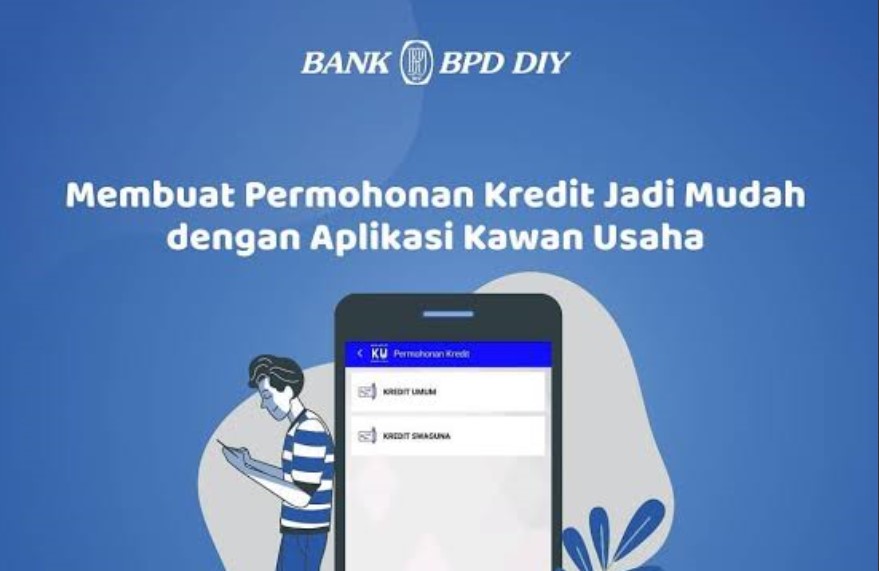 BANK BPD DIY
Membuat Permohonan Kredit Jadi Mudah
dengan Aplikasi Kawan Usaha
KU Permohonan Kredit
KREDIT UMUM
KREDIT SWAGUNA